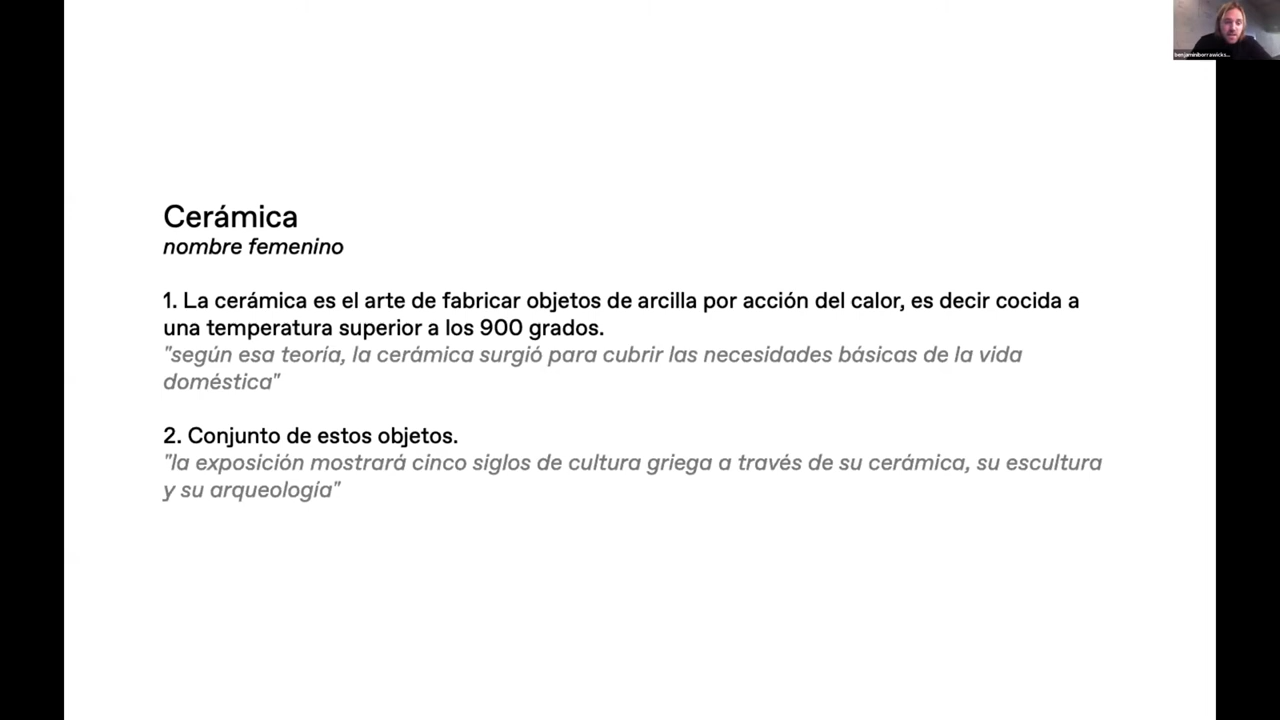 benjaminiborrawicks...
Cerámica
nombre femenino
1. La cerámica es el arte de fabricar objetos de arcilla por acción del calor, es decir cocida a
una temperatura superior a los 900 grados.
"según esa teoría, la cerámica surgió para cubrir las necesidades básicas de la vida
doméstica"
2. Conjunto de estos objetos.
"la exposición mostrará cinco siglos de cultura griega a través de su cerámica, su escultura
y su arqueología"